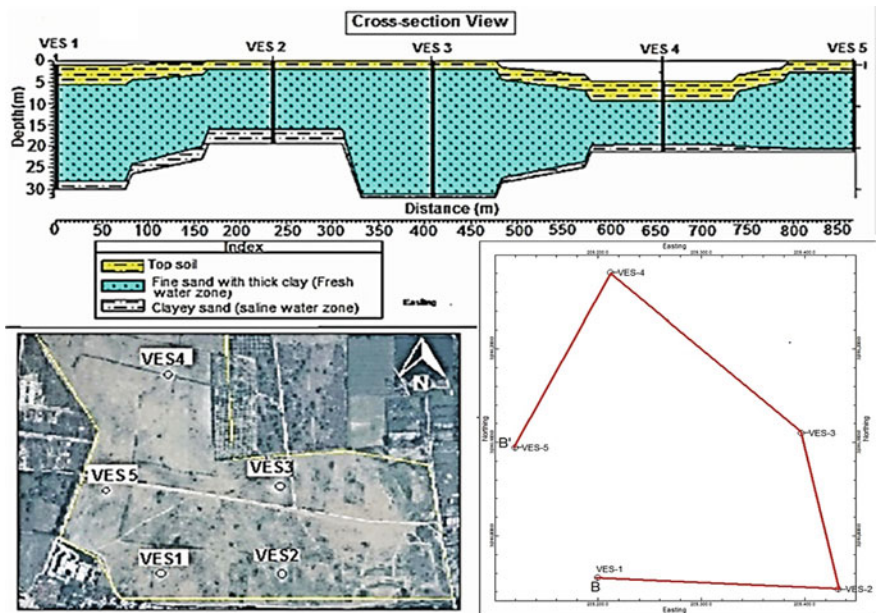 Cross-section View
VES 1 VES 2 VES 3 VES 4 VES 5
0
5
10
15
20
25
30
Depth(m)
Distance (m)
0 50 100 150 200 250 300 350 400 450 500 550 600 650 700 750 800 850
Index
Top soil
Fine sand with thick clay (Fresh
water zone)
Clayey sand (saline water zone)
Easting
VES4
N
VES3
VES 5
VES1
VES2
Easting
VES-4
Northing
Northing
VES-3
B'
VES-5
VES-1
B
VES-2
Easting